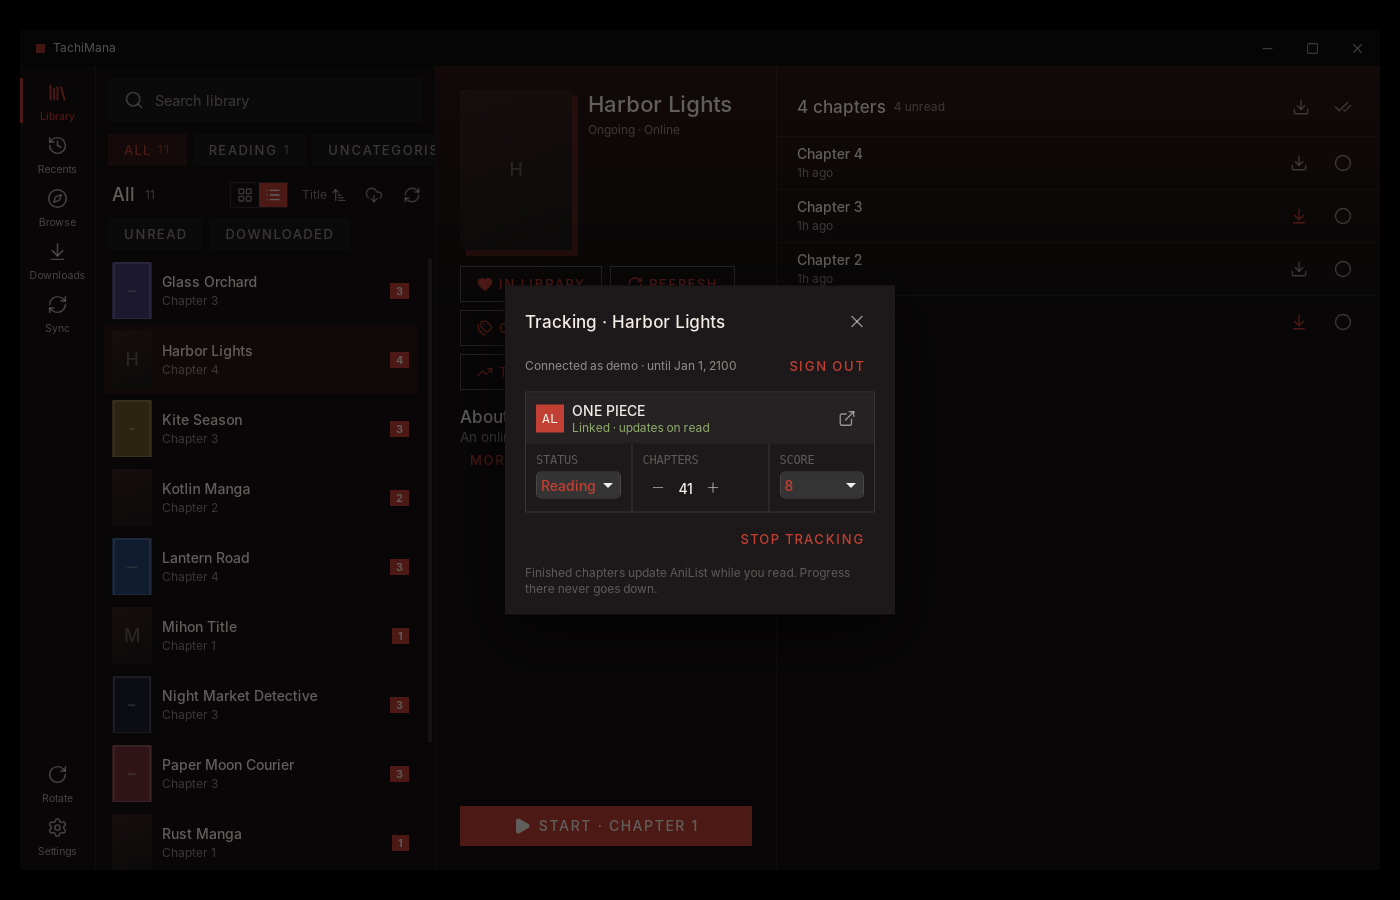 TachiMana
Library
Recents
Browse
Downloads
Sync
Rotate
Settings
Search library
ALL 11
READING 1
UNCATEGORIS
All 11
Title
UNREAD
DOWNLOADED
Glass Orchard
Chapter 3
3
H
Harbor Lights
Chapter 4
4
Kite Season
Chapter 3
3
Kotlin Manga
Chapter 2
2
Lantern Road
Chapter 4
3
M
Mihon Title
Chapter 1
1
Night Market Detective
Chapter 3
3
Paper Moon Courier
Chapter 3
3
Rust Manga
Chapter 1
1
H
Harbor Lights
Ongoing · Online
IN LIBRARY
REFRESH
About
An onli
MOR
START · CHAPTER 1
4 chapters 4 unread
Chapter 4
1h ago
Chapter 3
1h ago
Chapter 2
1h ago
Tracking · Harbor Lights
Connected as demo · until Jan 1, 2100
SIGN OUT
AL
ONE PIECE
Linked · updates on read
STATUS
Reading
CHAPTERS
41
SCORE
8
STOP TRACKING
Finished chapters update AniList while you read. Progress
there never goes down.